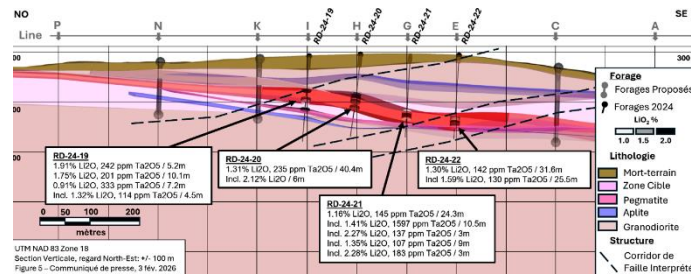 NO
SE
Line
P
N
K
I
H
G
E
C
A
RD-24-19
RD-24-20
RD-24-21
RD-24-22
300
300
Forage
Forages Proposés
Forages 2024
LiO2 %
1.0 1.5 2.0
Lithologie
Mort-terrain
Zone Cible
Pegmatite
Aplite
Granodiorite
Structure
Corridor de
Faille Interprété
RD-24-19
1.91% Li2O, 242 ppm Ta2O5 / 5.2m
1.75% Li2O, 201 ppm Ta2O5 / 10.1m
0.91% Li2O, 333 ppm Ta2O5 / 7.2m
Incl. 1.32% Li2O, 114 ppm Ta2O5 / 4.5m
RD-24-20
1.31% Li2O, 235 ppm Ta2O5 / 40.4m
Incl. 2.12% Li2O / 6m
RD-24-21
1.16% Li2O, 145 ppm Ta2O5 / 24.3m
Incl. 1.41% Li2O, 1597 ppm Ta2O5 / 10.5m
Incl. 2.27% Li2O, 137 ppm Ta2O5 / 3m
Incl. 1.35% Li2O, 107 ppm Ta2O5 / 9m
Incl. 2.28% Li2O, 183 ppm Ta2O5 / 3m
RD-24-22
1.30% Li2O, 142 ppm Ta2O5 / 31.6m
Incl 1.59% Li2O, 130 ppm Ta2O5 / 25.5m
200 100 0 200
mètres
UTM NAD 83 Zone 18
Section Verticale, regard North-Est: +/- 100 m
Figure 5 – Communiqué de presse, 3 fév. 2026